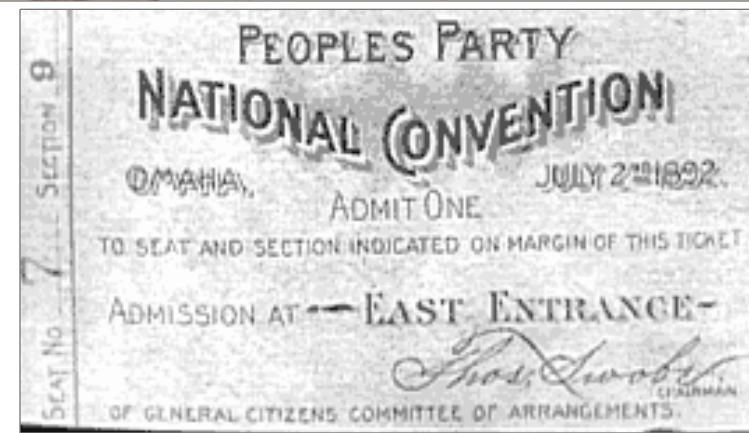 PEOPLES PARTY
NATIONAL CONVENTION
OMAHA, JULY 2ND 1892.
ADMIT ONE
TO SEAT AND SECTION INDICATED ON MARGIN OF THIS TICKET
ADMISSION AT — EAST ENTRANCE -
Thos. Swobe.
CHAIRMAN
OF GENERAL CITIZENS COMMITTEE OF ARRANGEMENTS.
SEAT No 7 SECTION 9